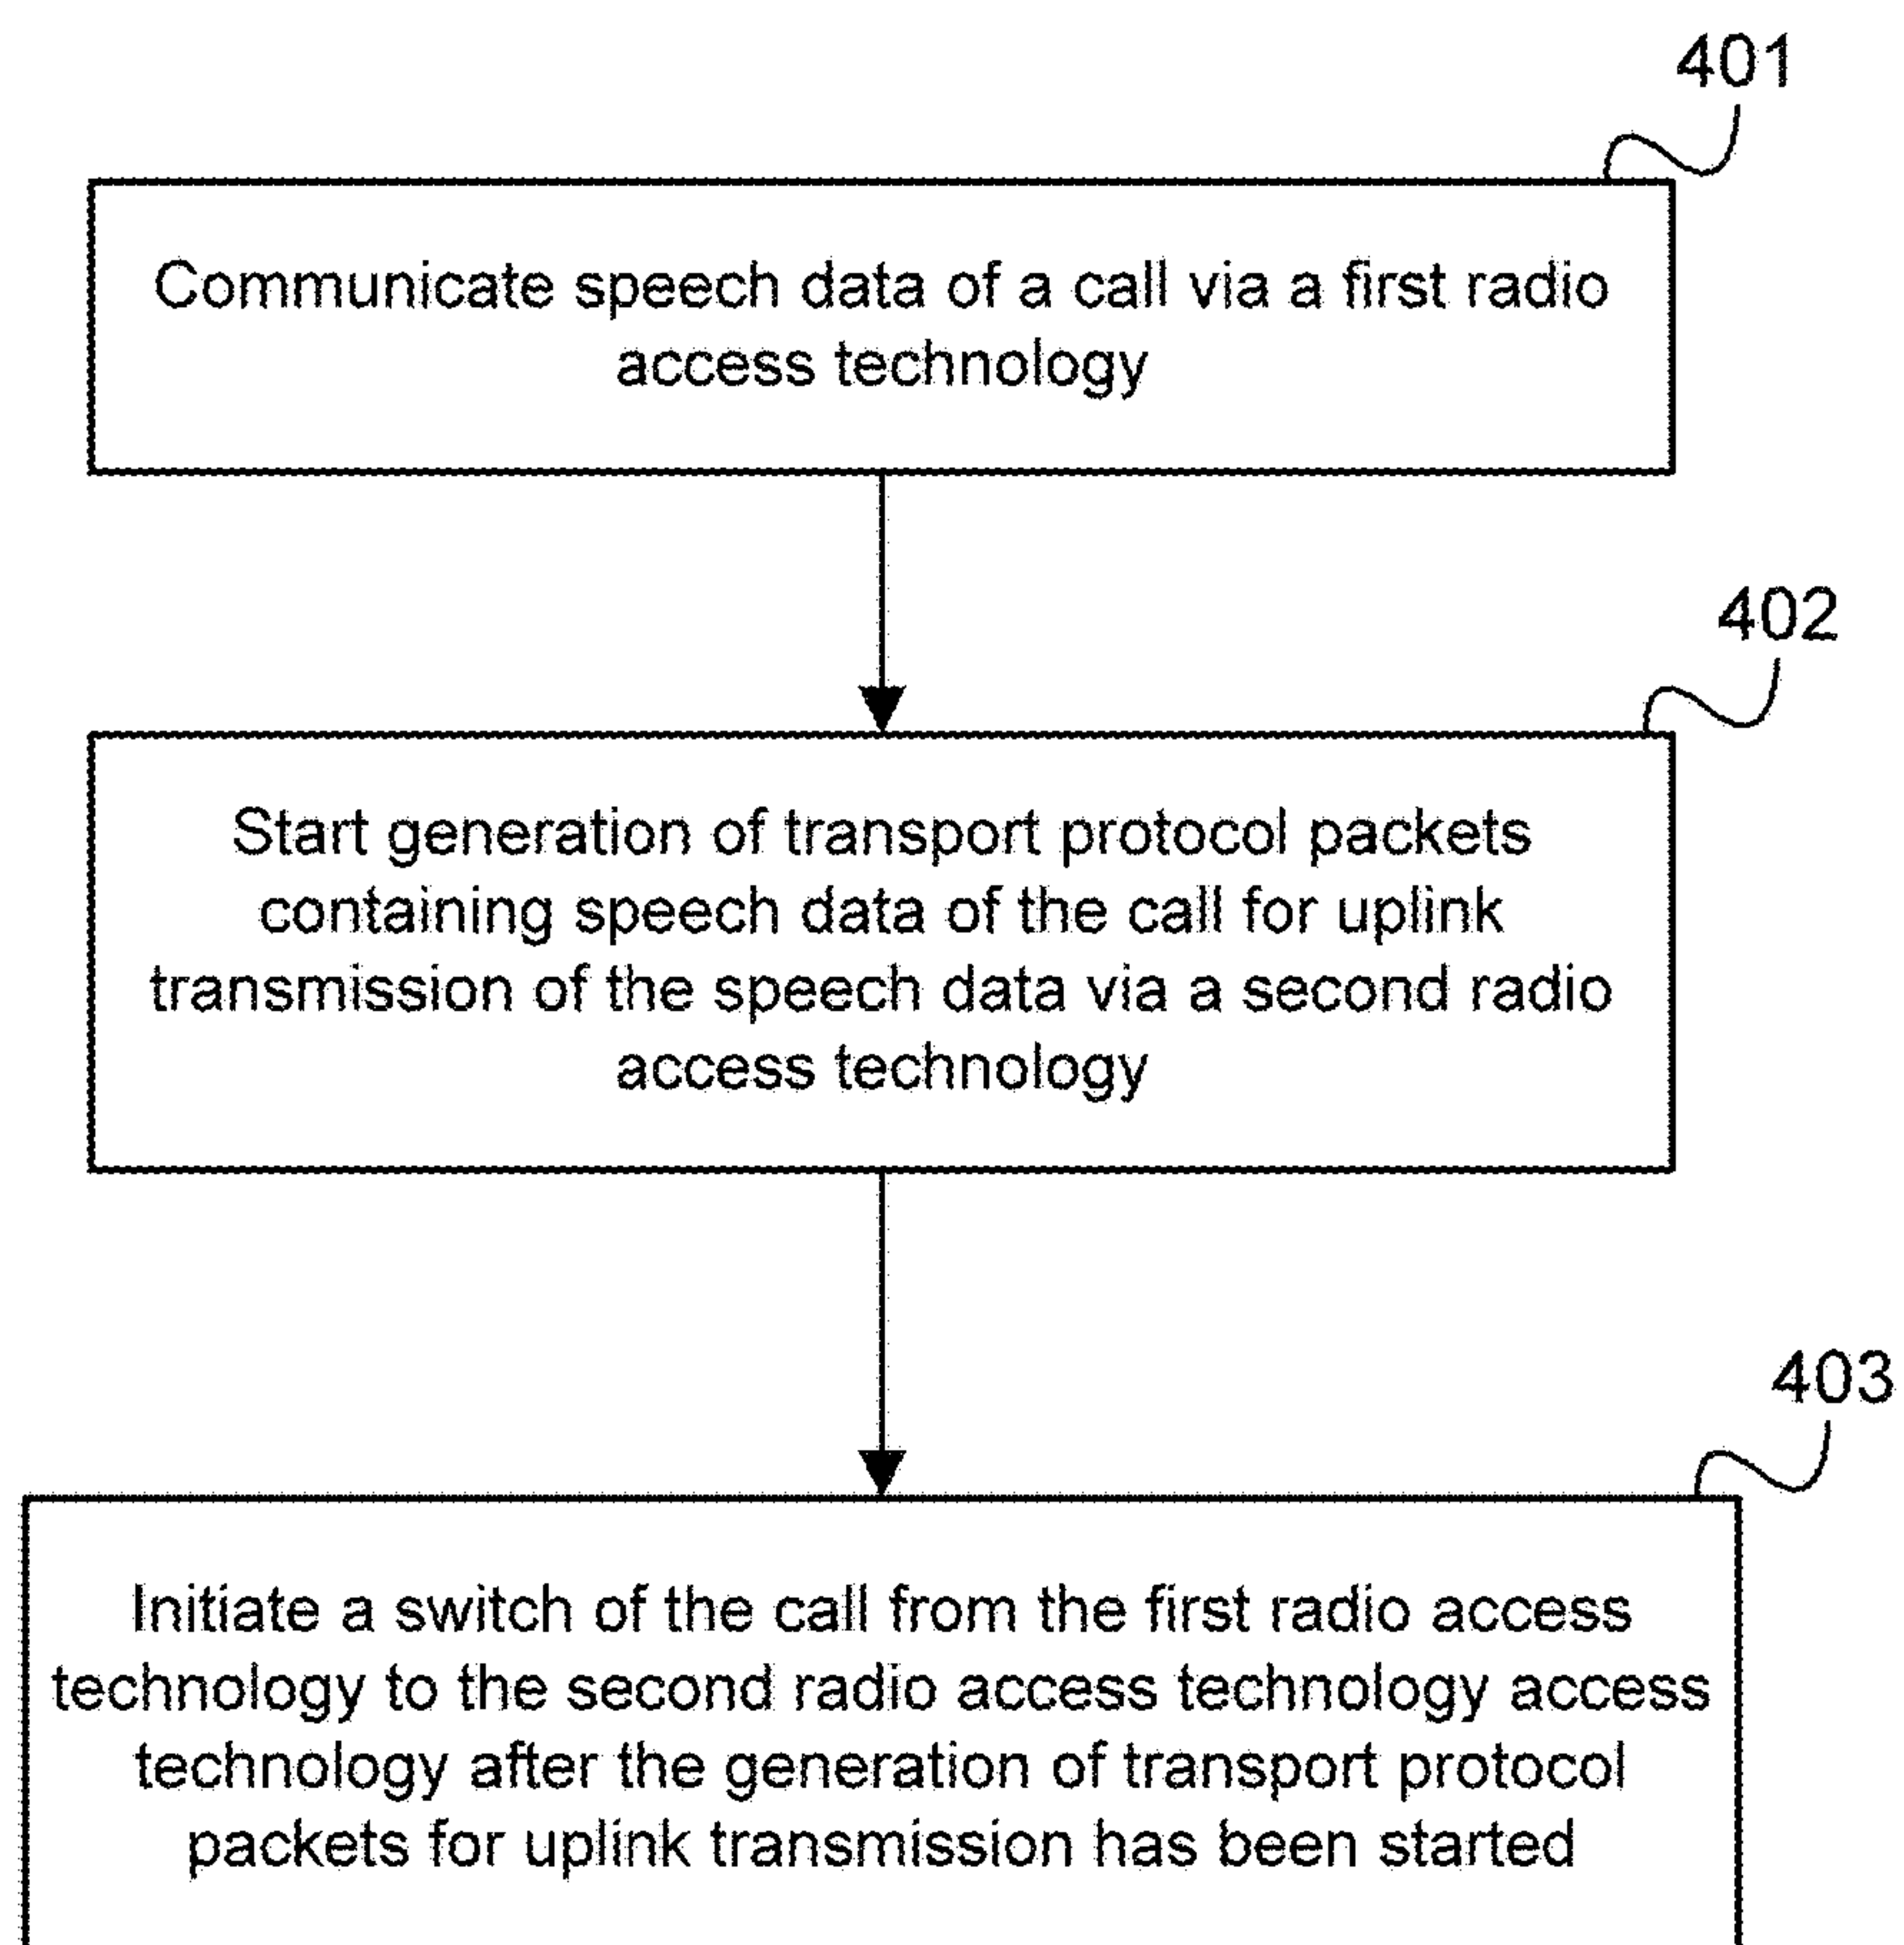 401
Communicate speech data of a call via a first radio
access technology
402
Start generation of transport protocol packets
containing speech data of the call for uplink
transmission of the speech data via a second radio
access technology
403
Initiate a switch of the call from the first radio access
technology to the second radio access technology access
technology after the generation of transport protocol
packets for uplink transmission has been started